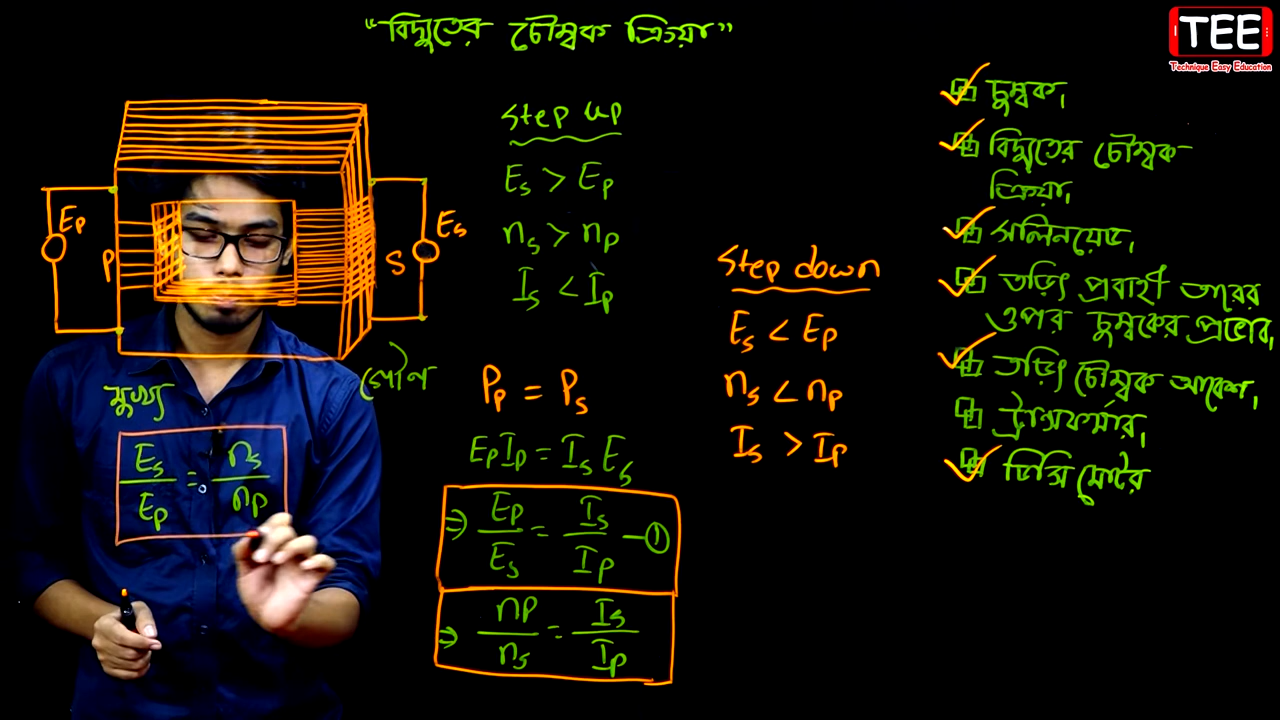 “বিদ্যুতের চৌম্বক ক্রিয়া”
TEE
Technique Easy Education
Ep
P
S
Es
মুখ্য
গৌণ
Es/Ep = ns/np
Step up
Es > Ep
ns > np
Is < Ip
Pp = Ps
EpIp = IsEs
⇒ Ep/Es = Is/Ip —①
⇒ np/ns = Is/Ip
Step down
Es < Ep
ns < np
Is > Ip
চুম্বক।
বিদ্যুতের চৌম্বক
ক্রিয়া।
সলিনয়েড।
তড়িৎ প্রবাহী তারের
ওপর চুম্বকের প্রভাব।
তড়িৎ চৌম্বক আবেশ।
ট্রান্সফর্মার।
ডিসি মোটর